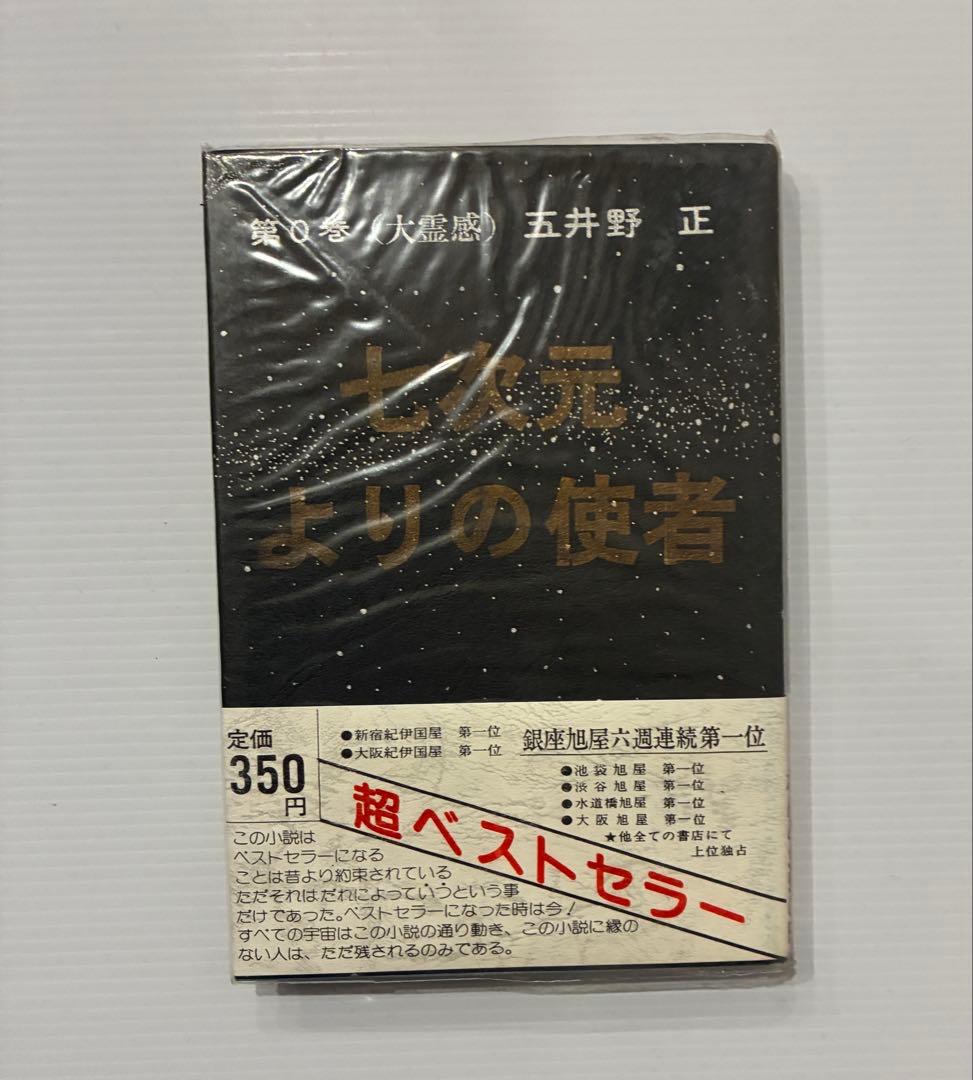 第0巻(大霊感) 五井野 正
七次元
よりの使者
定価
350
円
●新宿紀伊国屋 第一位
●大阪紀伊国屋 第一位
銀座旭屋六週連続第一位
●池袋旭屋 第一位
●渋谷旭屋 第一位
●水道橋旭屋 第一位
●大阪旭屋 第一位
★他全ての書店にて
上位独占
超ベストセラー
この小説は
ベストセラーになる
ことは昔より約束されている
ただそれはだれによっていうという事
だけであった。ベストセラーになった時は今!
すべての宇宙はこの小説の通り動き、この小説に縁の
ない人は、ただ残されるのみである。